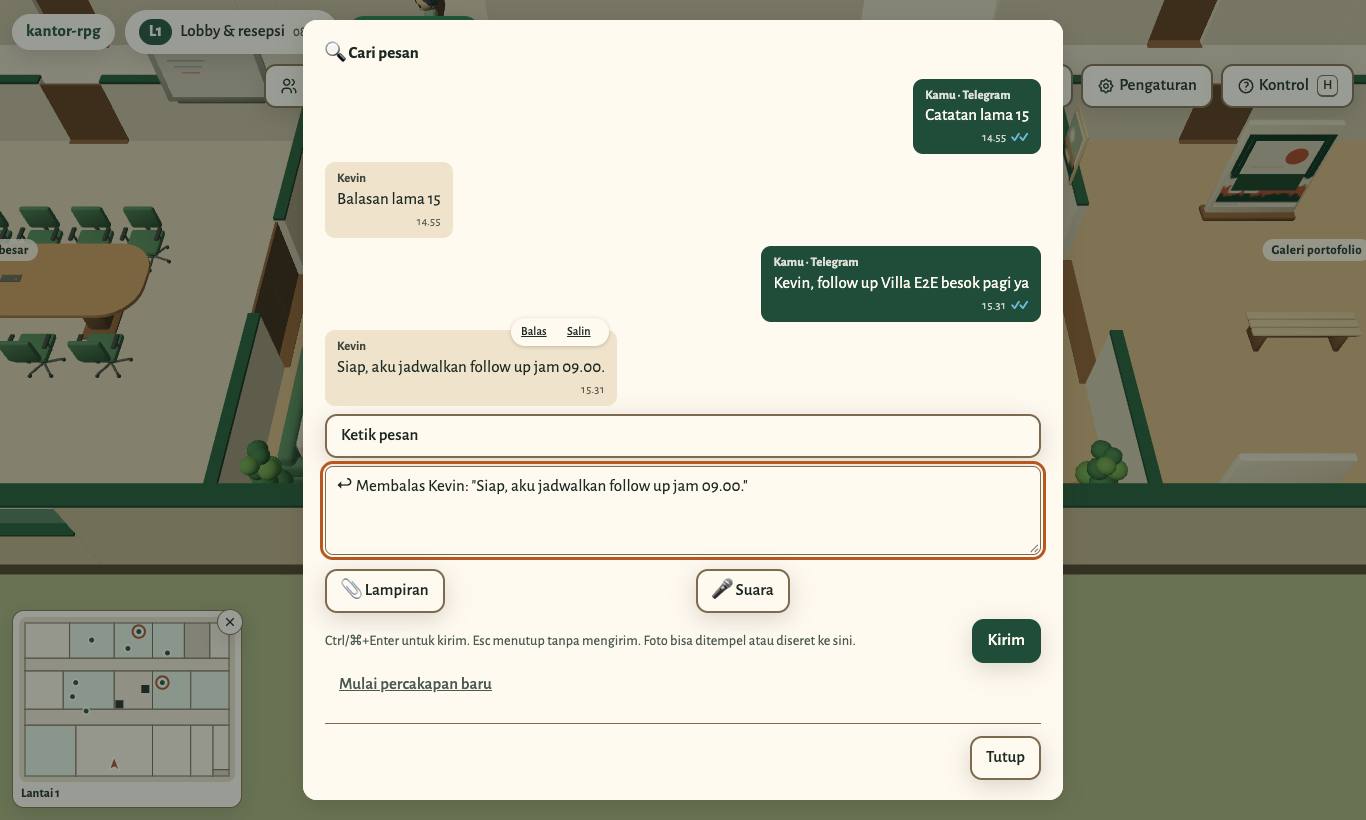 kantor-rpg
L1 Lobby & resepsi
Pengaturan
Kontrol H
🔍 Cari pesan
Kamu · Telegram
Catatan lama 15
14.55
Kevin
Balasan lama 15
14.55
besar
Galeri portofolio
Kamu · Telegram
Kevin, follow up Villa E2E besok pagi ya
15.31
Balas Salin
Kevin
Siap, aku jadwalkan follow up jam 09.00.
15.31
Ketik pesan
↩ Membalas Kevin: "Siap, aku jadwalkan follow up jam 09.00."
📎 Lampiran
🎤 Suara
Ctrl/⌘+Enter untuk kirim. Esc menutup tanpa mengirim. Foto bisa ditempel atau diseret ke sini.
Kirim
Mulai percakapan baru
Tutup
Lantai 1